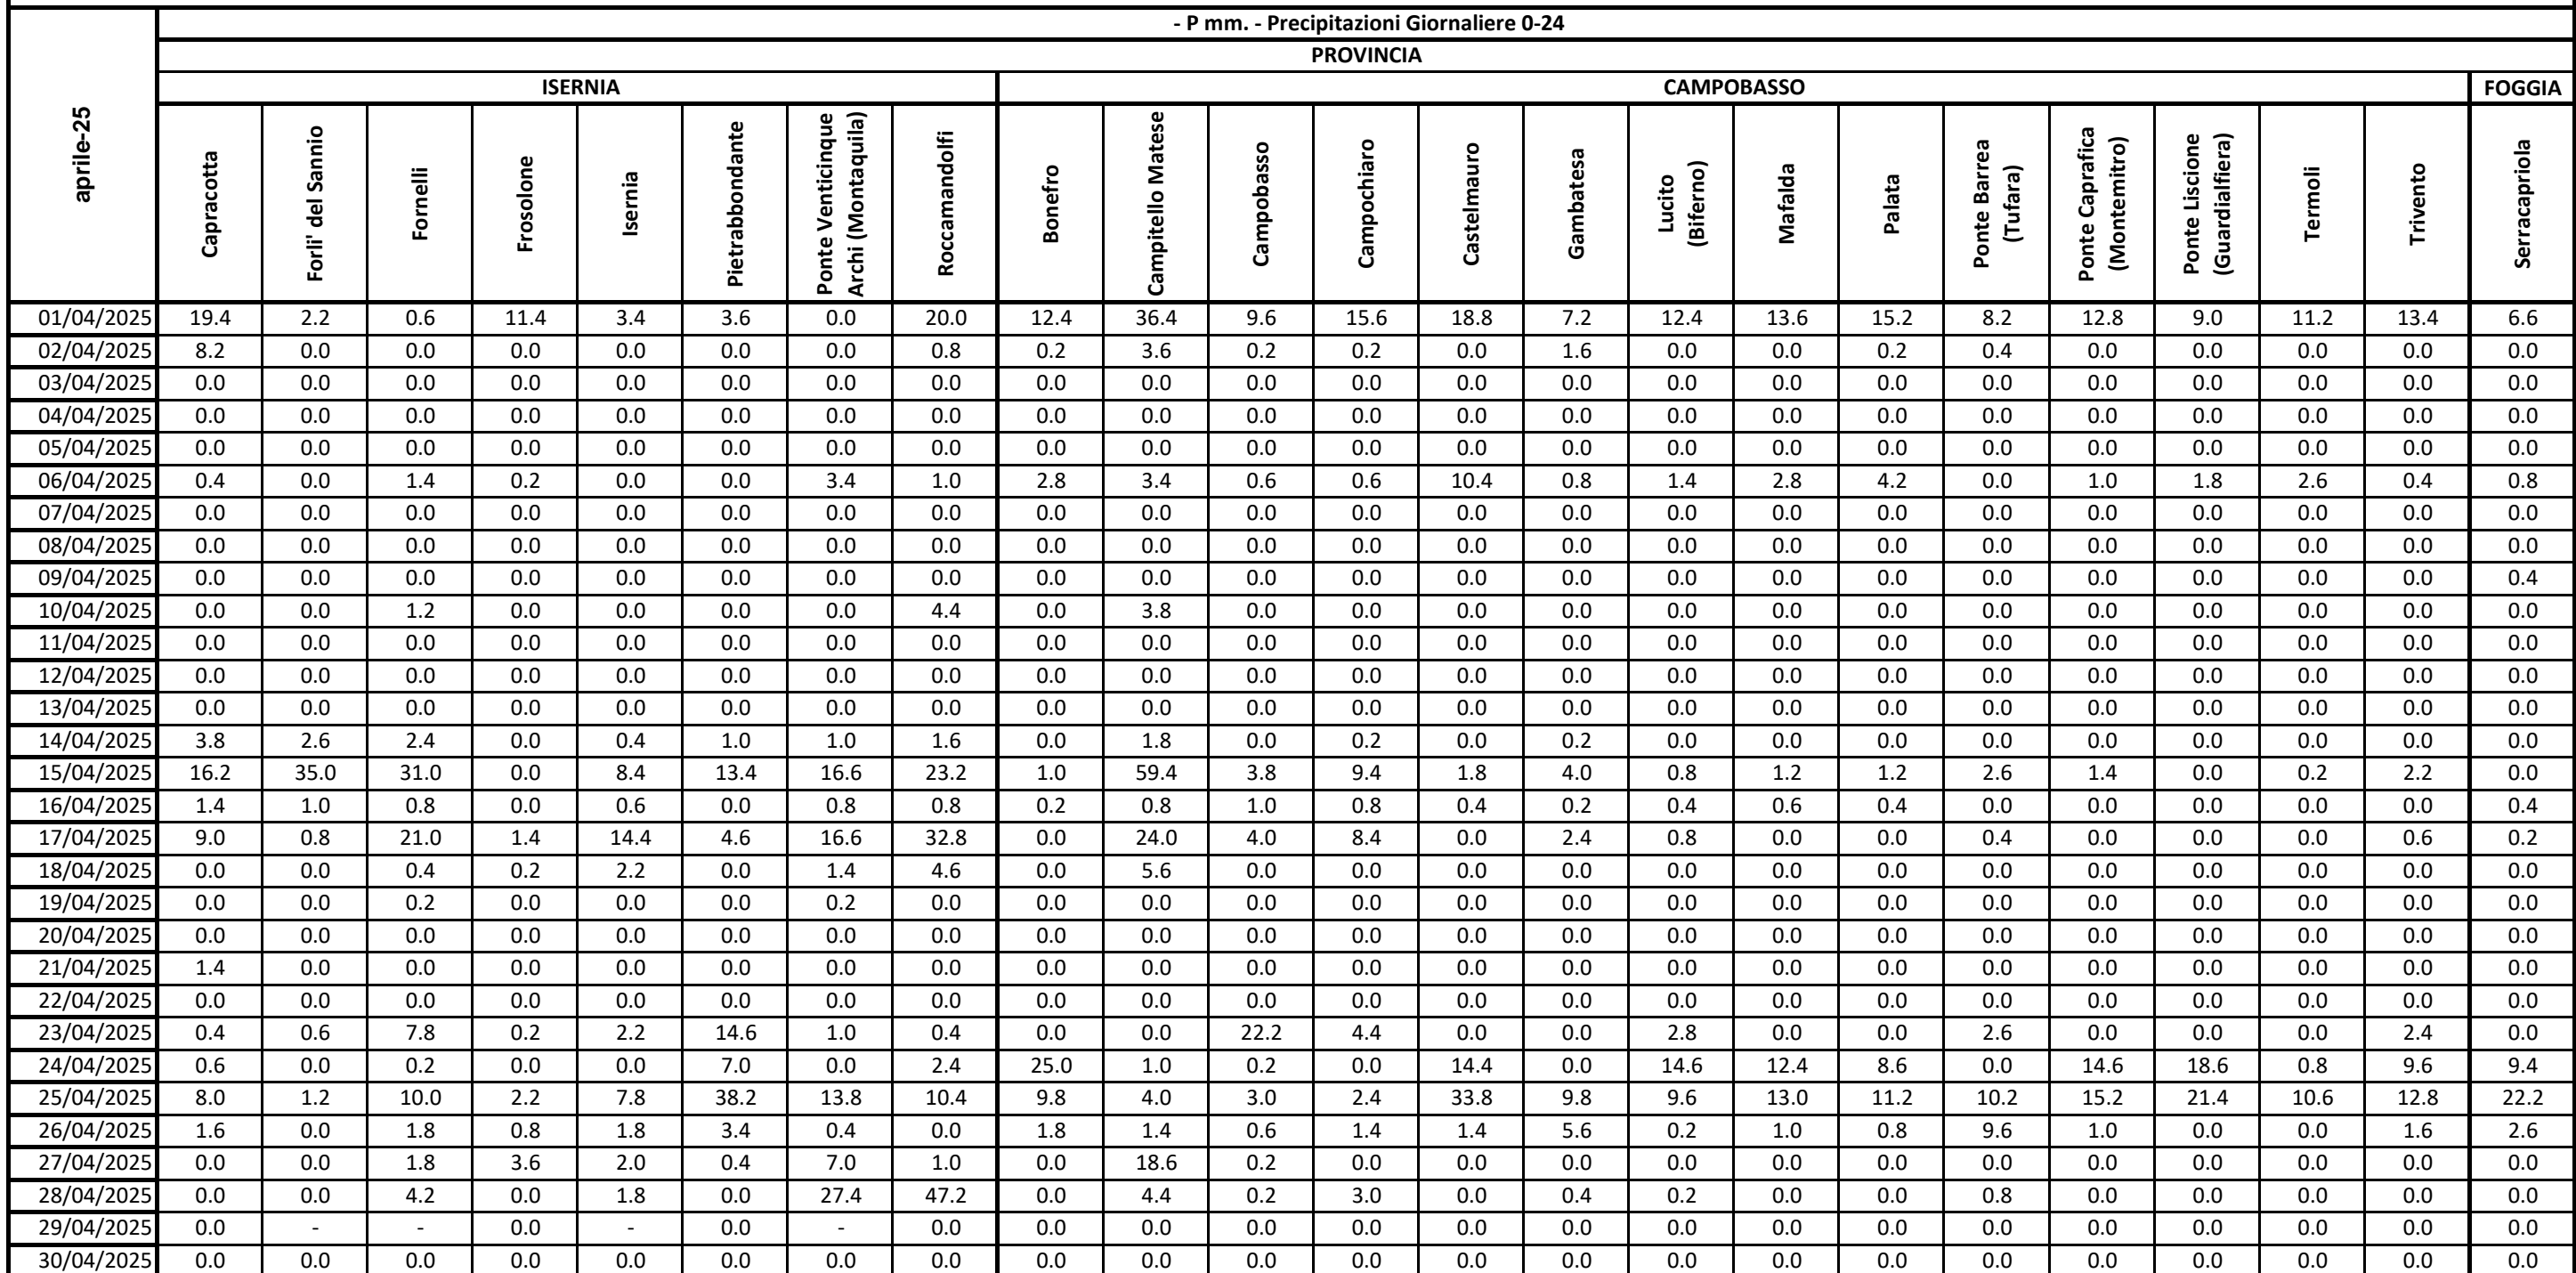 - P mm. - Precipitazioni Giornaliere 0-24
PROVINCIA
ISERNIA CAMPOBASSO FOGGIA
aprile-25
Capracotta
Forli' del Sannio
Fornelli
Frosolone
Isernia
Pietrabbondante
Ponte Venticinque
Archi (Montaquila)
Roccamandolfi
Bonefro
Campitello Matese
Campobasso
Campochiaro
Castelmauro
Gambatesa
Lucito
(Biferno)
Mafalda
Palata
Ponte Barrea
(Tufara)
Ponte Caprafica
(Montemitro)
Ponte Liscione
(Guardialfiera)
Termoli
Trivento
Serracapriola
01/04/2025 19.4 2.2 0.6 11.4 3.4 3.6 0.0 20.0 12.4 36.4 9.6 15.6 18.8 7.2 12.4 13.6 15.2 8.2 12.8 9.0 11.2 13.4 6.6
02/04/2025 8.2 0.0 0.0 0.0 0.0 0.0 0.0 0.8 0.2 3.6 0.2 0.2 0.0 1.6 0.0 0.0 0.2 0.4 0.0 0.0 0.0 0.0 0.0
03/04/2025 0.0 0.0 0.0 0.0 0.0 0.0 0.0 0.0 0.0 0.0 0.0 0.0 0.0 0.0 0.0 0.0 0.0 0.0 0.0 0.0 0.0 0.0 0.0
04/04/2025 0.0 0.0 0.0 0.0 0.0 0.0 0.0 0.0 0.0 0.0 0.0 0.0 0.0 0.0 0.0 0.0 0.0 0.0 0.0 0.0 0.0 0.0 0.0
05/04/2025 0.0 0.0 0.0 0.0 0.0 0.0 0.0 0.0 0.0 0.0 0.0 0.0 0.0 0.0 0.0 0.0 0.0 0.0 0.0 0.0 0.0 0.0 0.0
06/04/2025 0.4 0.0 1.4 0.2 0.0 0.0 3.4 1.0 2.8 3.4 0.6 0.6 10.4 0.8 1.4 2.8 4.2 0.0 1.0 1.8 2.6 0.4 0.8
07/04/2025 0.0 0.0 0.0 0.0 0.0 0.0 0.0 0.0 0.0 0.0 0.0 0.0 0.0 0.0 0.0 0.0 0.0 0.0 0.0 0.0 0.0 0.0 0.0
08/04/2025 0.0 0.0 0.0 0.0 0.0 0.0 0.0 0.0 0.0 0.0 0.0 0.0 0.0 0.0 0.0 0.0 0.0 0.0 0.0 0.0 0.0 0.0 0.0
09/04/2025 0.0 0.0 0.0 0.0 0.0 0.0 0.0 0.0 0.0 0.0 0.0 0.0 0.0 0.0 0.0 0.0 0.0 0.0 0.0 0.0 0.0 0.0 0.4
10/04/2025 0.0 0.0 1.2 0.0 0.0 0.0 0.0 4.4 0.0 3.8 0.0 0.0 0.0 0.0 0.0 0.0 0.0 0.0 0.0 0.0 0.0 0.0 0.0
11/04/2025 0.0 0.0 0.0 0.0 0.0 0.0 0.0 0.0 0.0 0.0 0.0 0.0 0.0 0.0 0.0 0.0 0.0 0.0 0.0 0.0 0.0 0.0 0.0
12/04/2025 0.0 0.0 0.0 0.0 0.0 0.0 0.0 0.0 0.0 0.0 0.0 0.0 0.0 0.0 0.0 0.0 0.0 0.0 0.0 0.0 0.0 0.0 0.0
13/04/2025 0.0 0.0 0.0 0.0 0.0 0.0 0.0 0.0 0.0 0.0 0.0 0.0 0.0 0.0 0.0 0.0 0.0 0.0 0.0 0.0 0.0 0.0 0.0
14/04/2025 3.8 2.6 2.4 0.0 0.4 1.0 1.0 1.6 0.0 1.8 0.0 0.2 0.0 0.2 0.0 0.0 0.0 0.0 0.0 0.0 0.0 0.0 0.0
15/04/2025 16.2 35.0 31.0 0.0 8.4 13.4 16.6 23.2 1.0 59.4 3.8 9.4 1.8 4.0 0.8 1.2 1.2 2.6 1.4 0.0 0.2 2.2 0.0
16/04/2025 1.4 1.0 0.8 0.0 0.6 0.0 0.8 0.8 0.2 0.8 1.0 0.8 0.4 0.2 0.4 0.6 0.4 0.0 0.0 0.0 0.0 0.0 0.4
17/04/2025 9.0 0.8 21.0 1.4 14.4 4.6 16.6 32.8 0.0 24.0 4.0 8.4 0.0 2.4 0.8 0.0 0.0 0.4 0.0 0.0 0.0 0.6 0.2
18/04/2025 0.0 0.0 0.4 0.2 2.2 0.0 1.4 4.6 0.0 5.6 0.0 0.0 0.0 0.0 0.0 0.0 0.0 0.0 0.0 0.0 0.0 0.0 0.0
19/04/2025 0.0 0.0 0.2 0.0 0.0 0.0 0.2 0.0 0.0 0.0 0.0 0.0 0.0 0.0 0.0 0.0 0.0 0.0 0.0 0.0 0.0 0.0 0.0
20/04/2025 0.0 0.0 0.0 0.0 0.0 0.0 0.0 0.0 0.0 0.0 0.0 0.0 0.0 0.0 0.0 0.0 0.0 0.0 0.0 0.0 0.0 0.0 0.0
21/04/2025 1.4 0.0 0.0 0.0 0.0 0.0 0.0 0.0 0.0 0.0 0.0 0.0 0.0 0.0 0.0 0.0 0.0 0.0 0.0 0.0 0.0 0.0 0.0
22/04/2025 0.0 0.0 0.0 0.0 0.0 0.0 0.0 0.0 0.0 0.0 0.0 0.0 0.0 0.0 0.0 0.0 0.0 0.0 0.0 0.0 0.0 0.0 0.0
23/04/2025 0.4 0.6 7.8 0.2 2.2 14.6 1.0 0.4 0.0 0.0 22.2 4.4 0.0 0.0 2.8 0.0 0.0 2.6 0.0 0.0 0.0 2.4 0.0
24/04/2025 0.6 0.0 0.2 0.0 0.0 7.0 0.0 2.4 25.0 1.0 0.2 0.0 14.4 0.0 14.6 12.4 8.6 0.0 14.6 18.6 0.8 9.6 9.4
25/04/2025 8.0 1.2 10.0 2.2 7.8 38.2 13.8 10.4 9.8 4.0 3.0 2.4 33.8 9.8 9.6 13.0 11.2 10.2 15.2 21.4 10.6 12.8 22.2
26/04/2025 1.6 0.0 1.8 0.8 1.8 3.4 0.4 0.0 1.8 1.4 0.6 1.4 1.4 5.6 0.2 1.0 0.8 9.6 1.0 0.0 0.0 1.6 2.6
27/04/2025 0.0 0.0 1.8 3.6 2.0 0.4 7.0 1.0 0.0 18.6 0.2 0.0 0.0 0.0 0.0 0.0 0.0 0.0 0.0 0.0 0.0 0.0 0.0
28/04/2025 0.0 0.0 4.2 0.0 1.8 0.0 27.4 47.2 0.0 4.4 0.2 3.0 0.0 0.4 0.2 0.0 0.0 0.8 0.0 0.0 0.0 0.0 0.0
29/04/2025 0.0 - - 0.0 - 0.0 - 0.0 0.0 0.0 0.0 0.0 0.0 0.0 0.0 0.0 0.0 0.0 0.0 0.0 0.0 0.0 0.0
30/04/2025 0.0 0.0 0.0 0.0 0.0 0.0 0.0 0.0 0.0 0.0 0.0 0.0 0.0 0.0 0.0 0.0 0.0 0.0 0.0 0.0 0.0 0.0 0.0